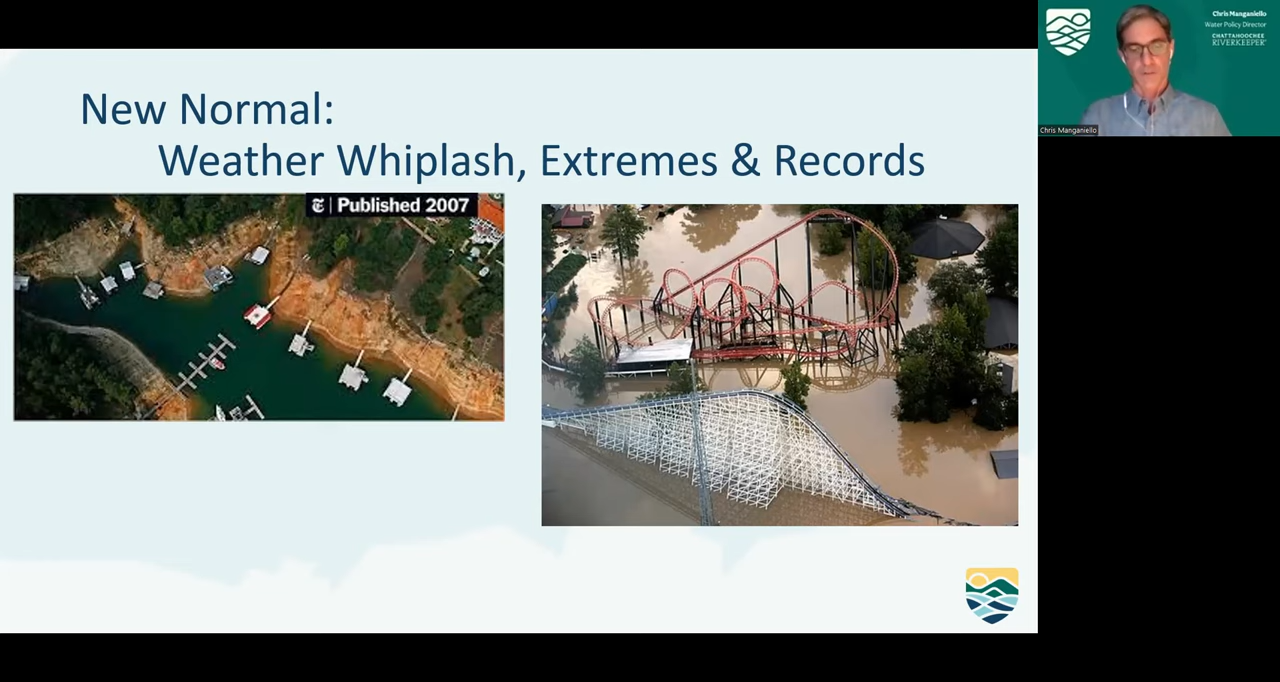 New Normal:
Weather Whiplash, Extremes & Records
T | Published 2007
Chris Manganiello
Water Policy Director
CHATTAHOOCHEE
RIVERKEEPER
Chris Manganiello